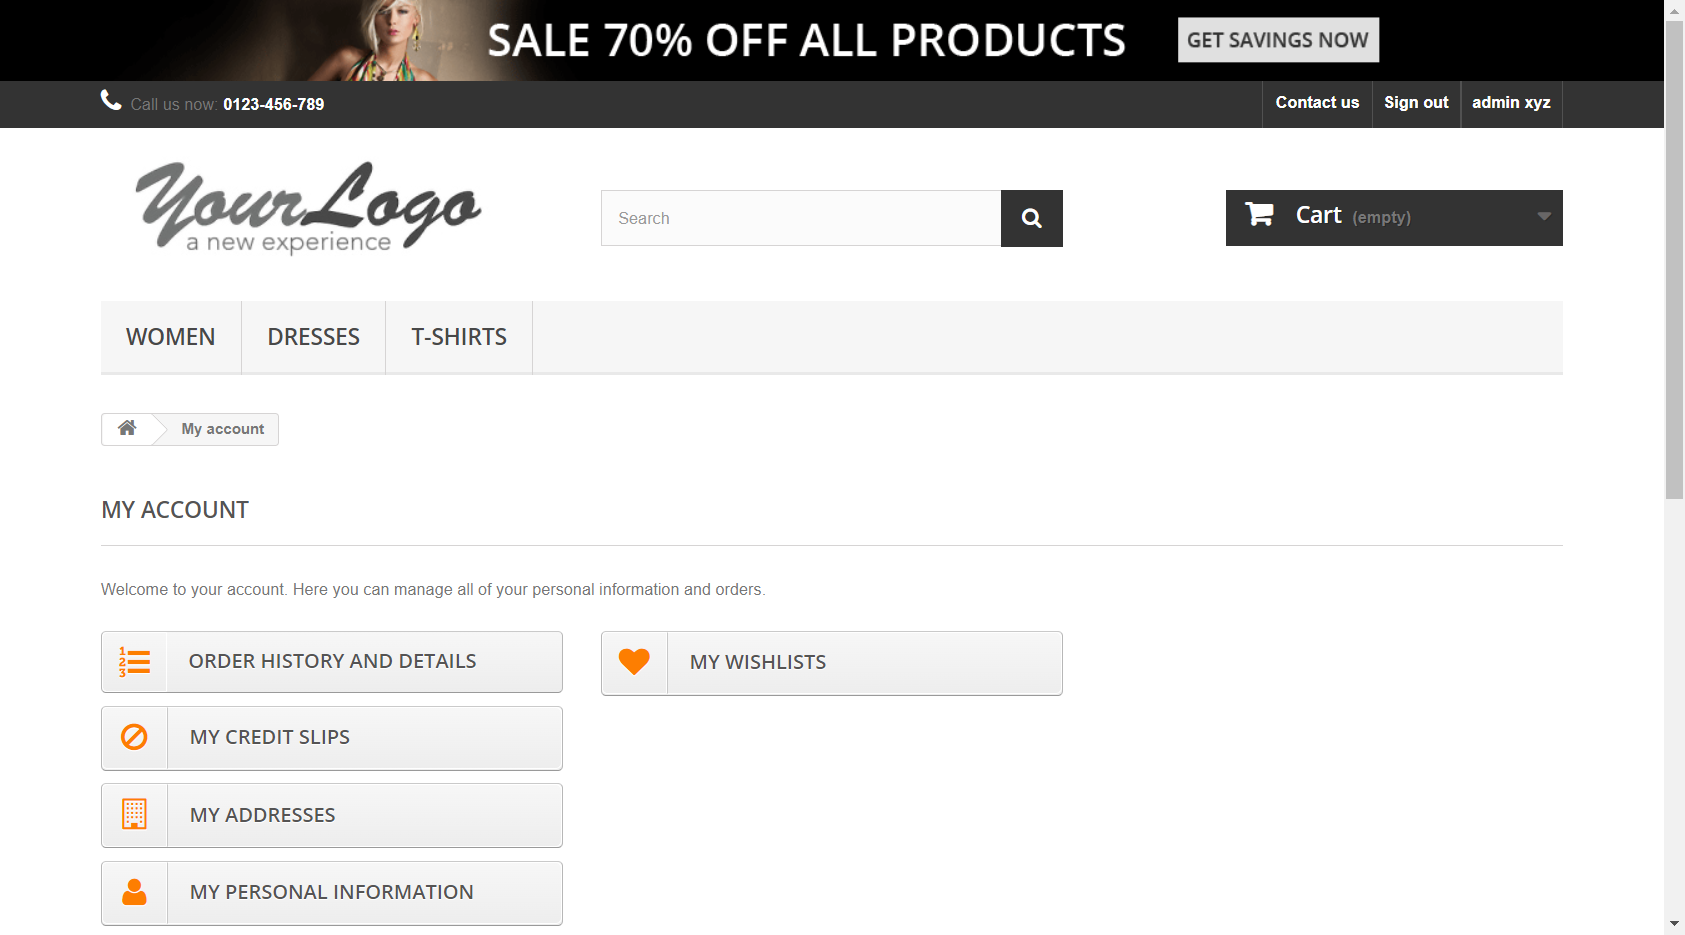 SALE 70% OFF ALL PRODUCTS GET SAVINGS NOW
Call us now: 0123-456-789 Contact us Sign out admin xyz
YourLogo
a new experience
Search
Cart (empty)
WOMEN DRESSES T-SHIRTS
My account
MY ACCOUNT
Welcome to your account. Here you can manage all of your personal information and orders.
1
2
3
ORDER HISTORY AND DETAILS
MY WISHLISTS
MY CREDIT SLIPS
MY ADDRESSES
MY PERSONAL INFORMATION